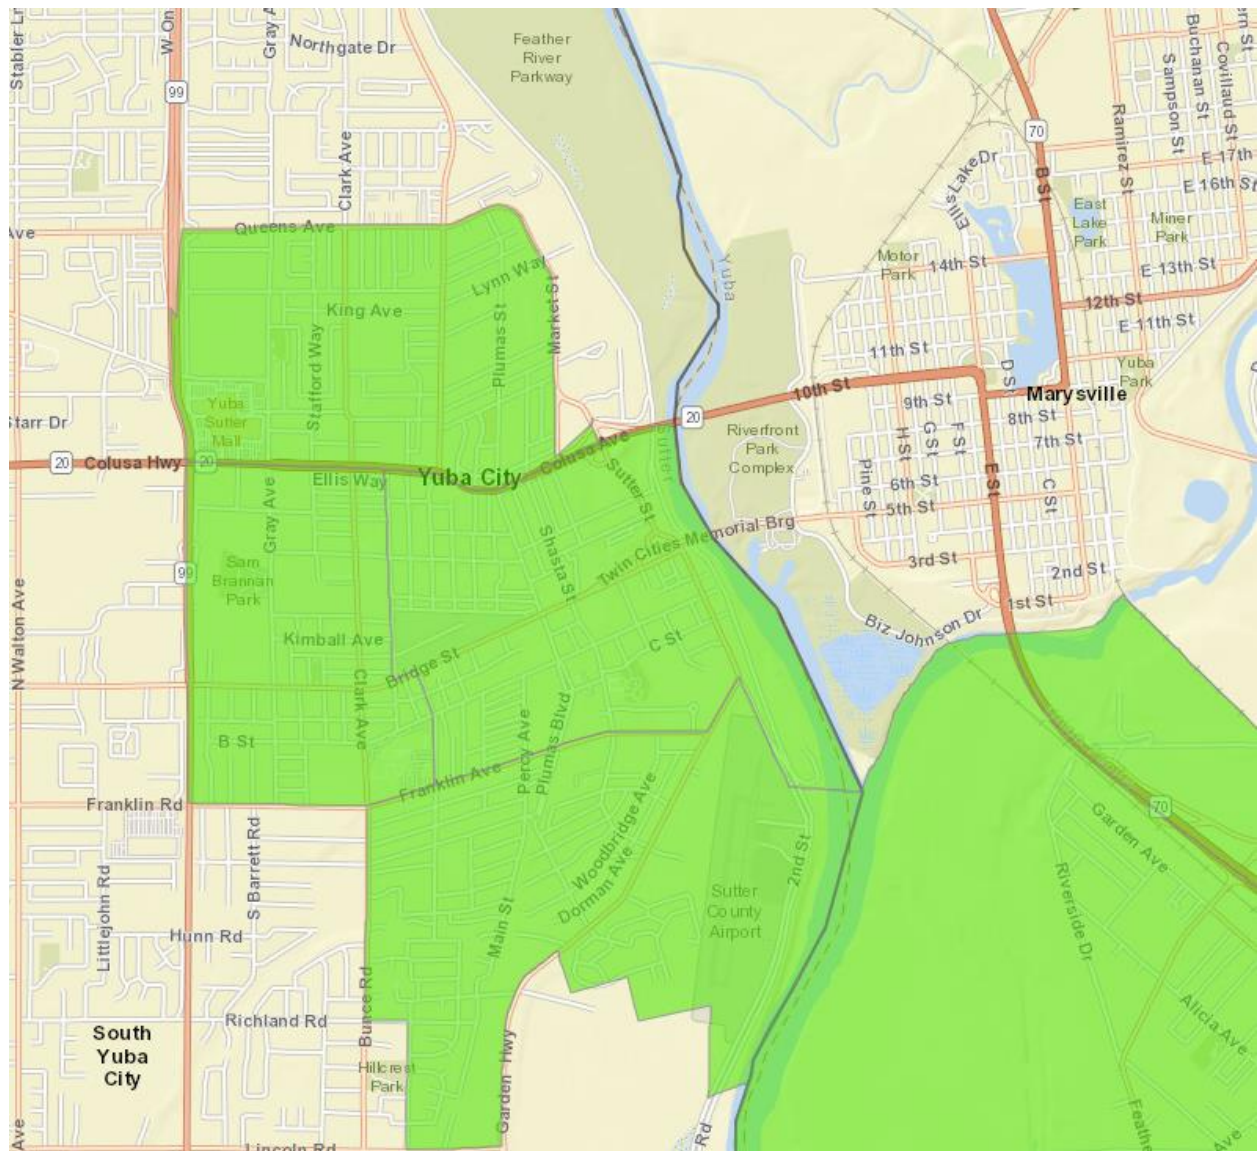 Stabler Ln
W On
Gray A
Northgate Dr
99
Clark Ave
Feather
River
Parkway
70
Ellis Lake Dr
B St
Ramirez St
Sampson St
Buchanan St
Covillaud St
ern St
E 17th
E 16th St
East
Lake
Park
Miner
Park
Motor
Park
14th St
E 13th St
12th St
E 11th St
Ave
Queens Ave
Lynn Way
King Ave
Plumas St
Market St
Stafford Way
Yuba
11th St
10th St
D S
Yuba
Park
Marysville
Yuba
Sutter
Mall
Starr Dr
20
Colusa Hwy
20
Ellis Way
Yuba City
Colusa Ave
Sutter St
Sutter
20
Riverfront
Park
Complex
9th St
8th St
7th St
H St
G St
F St
E St
C St
Pine St
6th St
5th St
3rd St
2nd St
1st St
Gray Ave
Shasta St
Twin Cities Memorial Brg
99
Sam
Brannan
Park
N Walton Ave
Kimball Ave
Bridge St
C St
Biz Johnson Dr
Clark Ave
B St
Percy Ave
Plumas Blvd
Franklin Ave
Franklin Rd
S Barrett Rd
Littlejohn Rd
Hunn Rd
Woodbridge Ave
Dorman Ave
Main St
2nd St
Sutter
County
Airport
70
Garden Ave
Riverside Dr
Alicia Ave
Richland Rd
Bunce Rd
South
Yuba
City
Hillcrest
Park
Garden Hwy
Lincoln Rd
Ave
Rd
Feathe
Ave